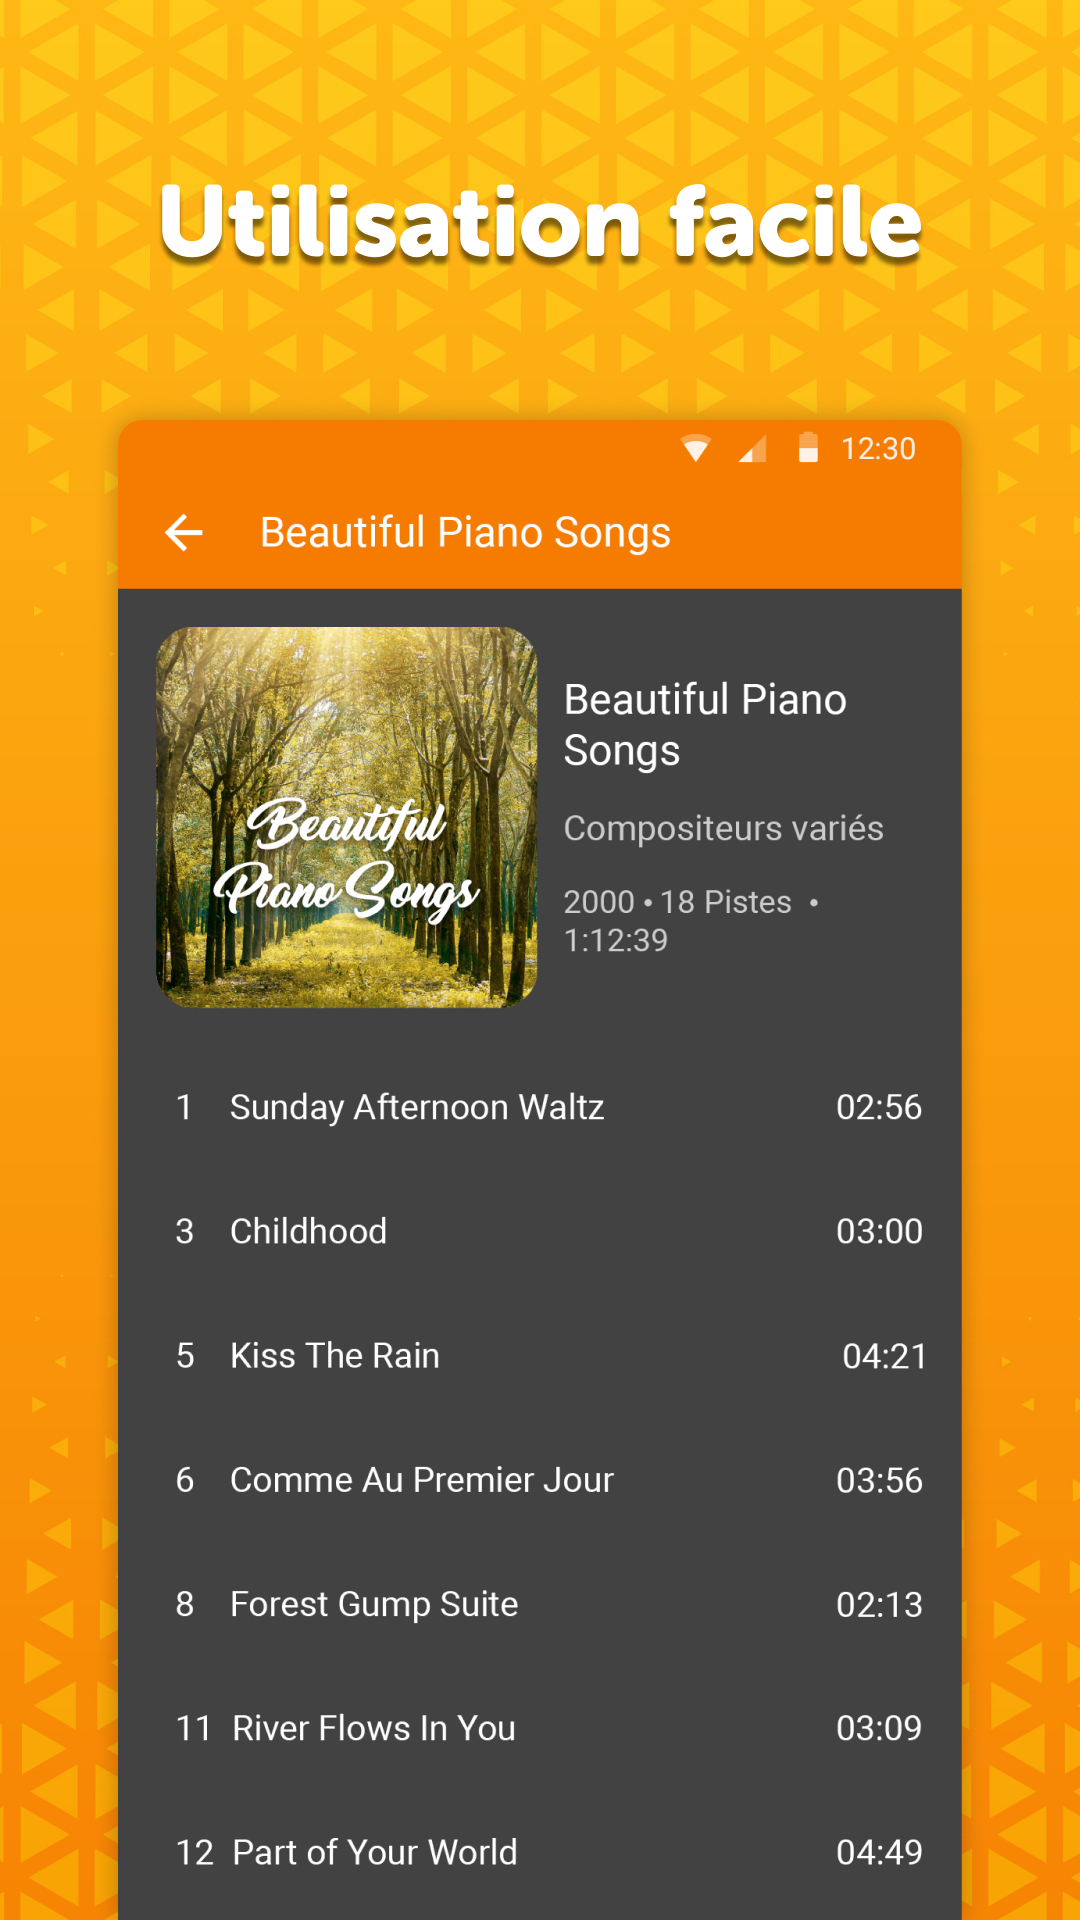 Utilisation facile
12:30
Beautiful Piano Songs
Beautiful
Piano Songs
Beautiful Piano
Songs
Compositeurs variés
2000 • 18 Pistes •
1:12:39
1 Sunday Afternoon Waltz 02:56
3 Childhood 03:00
5 Kiss The Rain 04:21
6 Comme Au Premier Jour 03:56
8 Forest Gump Suite 02:13
11 River Flows In You 03:09
12 Part of Your World 04:49